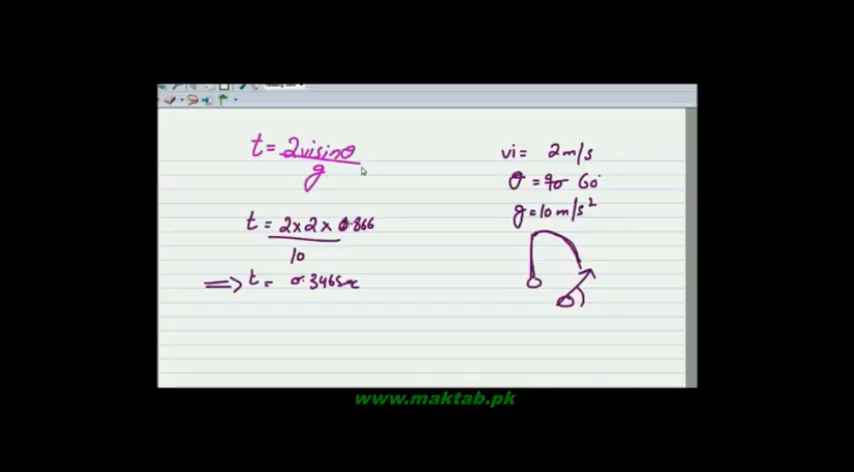 t = 2visinθ
g
t = 2×2×0.866
10
⟹ t = 0.346sec
vi = 2m/s
θ = 90 60°
g = 10m/s²
www.maktab.pk